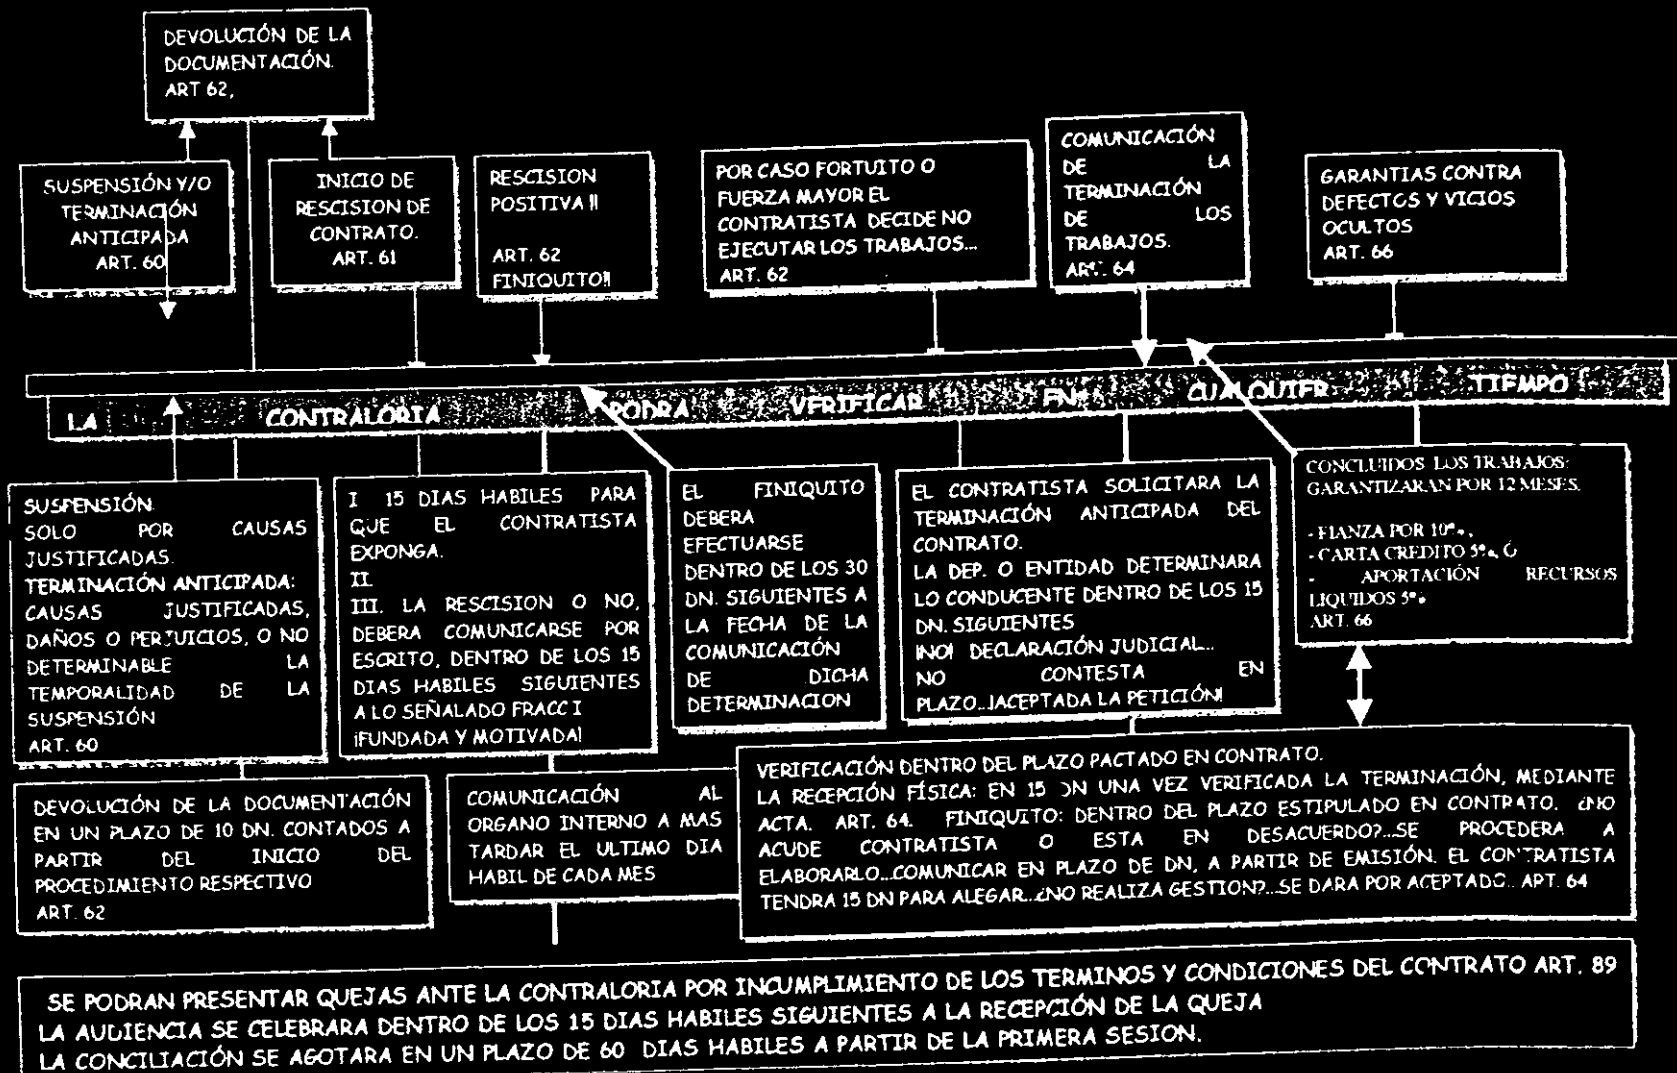 DEVOLUCIÓN DE LA
DOCUMENTACIÓN.
ART 62,
SUSPENSIÓN Y/O
TERMINACIÓN
ANTICIPADA
ART. 60
INICIO DE
RESCISION DE
CONTRATO.
ART. 61
RESCISION
POSITIVA !!
ART. 62
FINIQUITO!!
POR CASO FORTUITO O
FUERZA MAYOR EL
CONTRATISTA DECIDE NO
EJECUTAR LOS TRABAJOS...
ART. 62
COMUNICACIÓN
DE LA
TERMINACIÓN
DE LOS
TRABAJOS.
ART. 64
GARANTIAS CONTRA
DEFECTOS Y VICIOS
OCULTOS
ART. 66
LA CONTRALORIA PODRA VERIFICAR EN CUALQUIER TIEMPO
SUSPENSIÓN
SOLO POR CAUSAS
JUSTIFICADAS.
TERMINACIÓN ANTICIPADA:
CAUSAS JUSTIFICADAS,
DAÑOS O PERJUICIOS, O NO
DETERMINABLE LA
TEMPORALIDAD DE LA
SUSPENSIÓN
ART. 60
I 15 DIAS HABILES PARA
QUE EL CONTRATISTA
EXPONGA.
II.
III. LA RESCISION O NO,
DEBERA COMUNICARSE POR
ESCRITO, DENTRO DE LOS 15
DIAS HABILES SIGUIENTES
A LO SEÑALADO FRACC I
¡FUNDADA Y MOTIVADA!
EL FINIQUITO
DEBERA
EFECTUARSE
DENTRO DE LOS 30
DN. SIGUIENTES A
LA FECHA DE LA
COMUNICACIÓN
DE DICHA
DETERMINACION
EL CONTRATISTA SOLICITARA LA
TERMINACIÓN ANTICIPADA DEL
CONTRATO.
LA DEP. O ENTIDAD DETERMINARA
LO CONDUCENTE DENTRO DE LOS 15
DN. SIGUIENTES
¡NO! DECLARACIÓN JUDICIAL...
NO CONTESTA EN
PLAZO...¡ACEPTADA LA PETICIÓN!
CONCLUIDOS LOS TRABAJOS:
GARANTIZARAN POR 12 MESES.
- FIANZA POR 10%,
- CARTA CREDITO 5%, Ó
- APORTACIÓN RECURSOS
LIQUIDOS 5%
ART. 66
DEVOLUCIÓN DE LA DOCUMENTACIÓN
EN UN PLAZO DE 10 DN. CONTADOS A
PARTIR DEL INICIO DEL
PROCEDIMIENTO RESPECTIVO
ART. 62
COMUNICACIÓN AL
ORGANO INTERNO A MAS
TARDAR EL ULTIMO DIA
HABIL DE CADA MES
VERIFICACIÓN DENTRO DEL PLAZO PACTADO EN CONTRATO.
LA RECEPCIÓN FÍSICA: EN 15 DN UNA VEZ VERIFICADA LA TERMINACIÓN, MEDIANTE
ACTA. ART. 64. FINIQUITO: DENTRO DEL PLAZO ESTIPULADO EN CONTRATO. ¿NO
ACUDE CONTRATISTA O ESTA EN DESACUERDO?...SE PROCEDERA A
ELABORARLO...COMUNICAR EN PLAZO DE DN, A PARTIR DE EMISIÓN. EL CONTRATISTA
TENDRA 15 DN PARA ALEGAR...¿NO REALIZA GESTION?...SE DARA POR ACEPTADO.. ART. 64
SE PODRAN PRESENTAR QUEJAS ANTE LA CONTRALORIA POR INCUMPLIMIENTO DE LOS TERMINOS Y CONDICIONES DEL CONTRATO ART. 89
LA AUDIENCIA SE CELEBRARA DENTRO DE LOS 15 DIAS HABILES SIGUIENTES A LA RECEPCIÓN DE LA QUEJA
LA CONCILIACIÓN SE AGOTARA EN UN PLAZO DE 60 DIAS HABILES A PARTIR DE LA PRIMERA SESION.